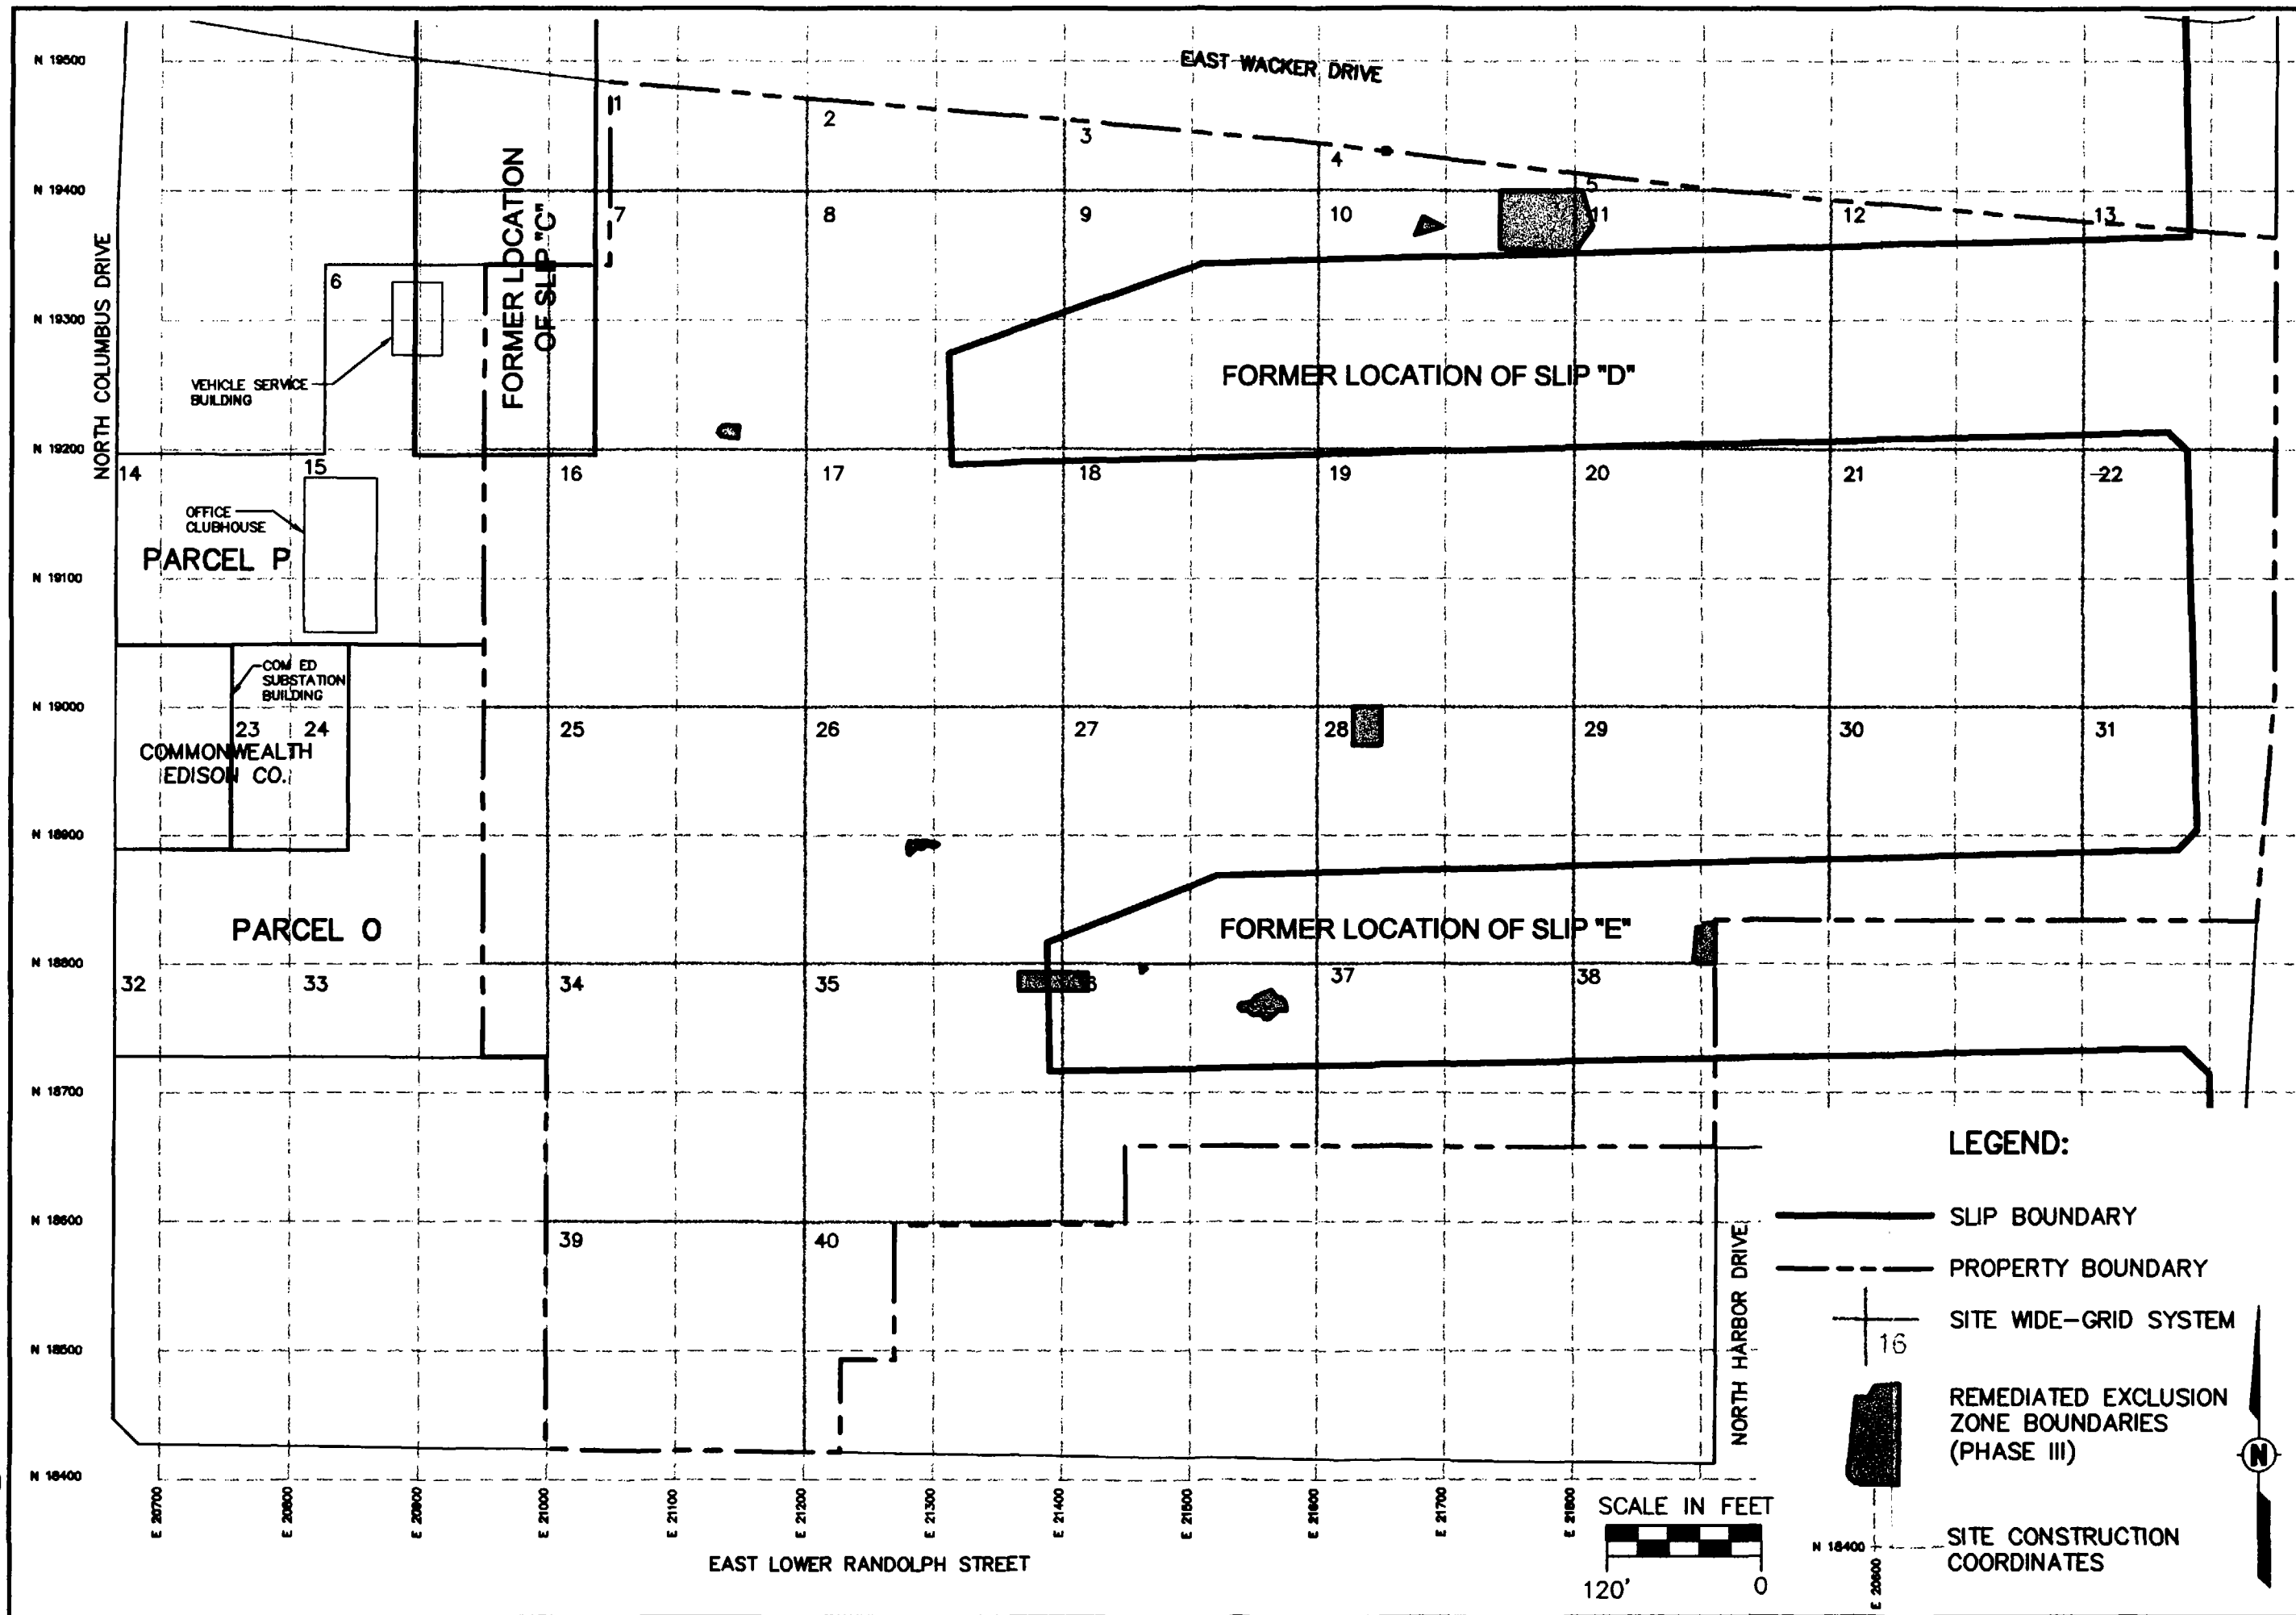 N 19500
EAST WACKER DRIVE
1
2
3
4
5
N 19400
7
8
9
10
11
12
13
FORMER LOCATION
OF SLIP "C"
NORTH COLUMBUS DRIVE
6
N 19300
VEHICLE SERVICE
BUILDING
FORMER LOCATION OF SLIP "D"
N 19200
14
15
16
17
18
19
20
21
22
OFFICE
CLUBHOUSE
PARCEL P
N 19100
COM ED
SUBSTATION
BUILDING
N 19000
23
24
25
26
27
28
29
30
31
COMMONWEALTH
EDISON CO.
N 18900
PARCEL O
FORMER LOCATION OF SLIP "E"
N 18800
32
33
34
35
37
38
N 18700
N 18600
39
40
N 18500
NORTH HARBOR DRIVE
N 18400
E 20700
E 20800
E 20900
E 21000
E 21100
E 21200
E 21300
E 21400
E 21500
E 21600
E 21700
E 21800
EAST LOWER RANDOLPH STREET
LEGEND:
SLIP BOUNDARY
PROPERTY BOUNDARY
SITE WIDE-GRID SYSTEM
16
REMEDIATED EXCLUSION
ZONE BOUNDARIES
(PHASE III)
N
SITE CONSTRUCTION
COORDINATES
N 18400
E 20600
SCALE IN FEET
120' 0